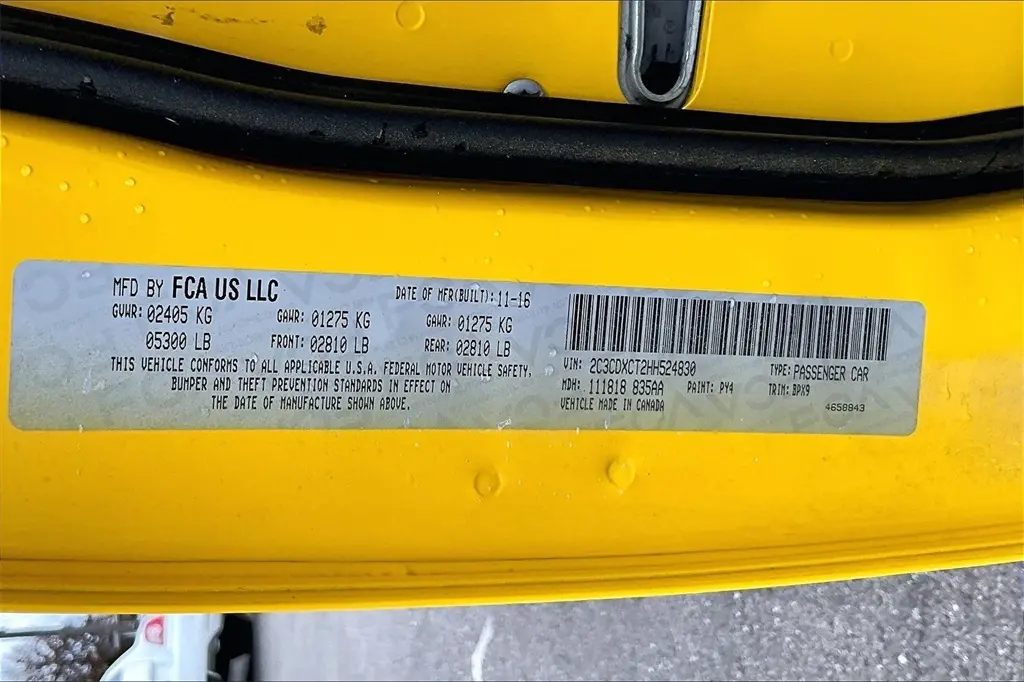 MFD BY FCA US LLC DATE OF MFR(BUILT): 11-16
GVWR: 02405 KG GAWR: 01275 KG GAWR: 01275 KG
05300 LB FRONT: 02810 LB REAR: 02810 LB
THIS VEHICLE CONFORMS TO ALL APPLICABLE U.S.A. FEDERAL MOTOR VEHICLE SAFETY,
BUMPER AND THEFT PREVENTION STANDARDS IN EFFECT ON
THE DATE OF MANUFACTURE SHOWN ABOVE.
VIN: 2C3CDXCT2HH524830 TYPE: PASSENGER CAR
MDH: 111818 835AA PAINT: PY4 TRIM: BPX9
VEHICLE MADE IN CANADA 4658843